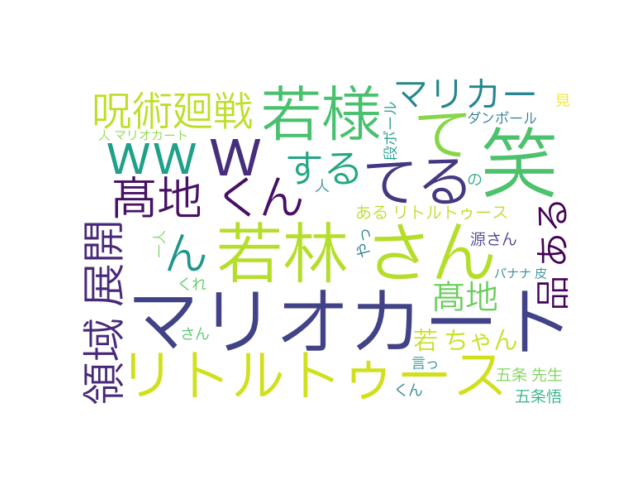 呪術廻戦
若様
マリカー
見
人 マリオカート
段ボール
ダンボール
て
笑
ww
w
する
てる
の
髙地 くん
人
ある リトルトゥース
品 ある
領域 展開
一人
ん
若林 さん
やっ
源さん
バナナ 皮
くれ
マリオカート
髙地
さん
若 ちゃん
リトルトゥース
言っ
五条 先生
くん
五条悟